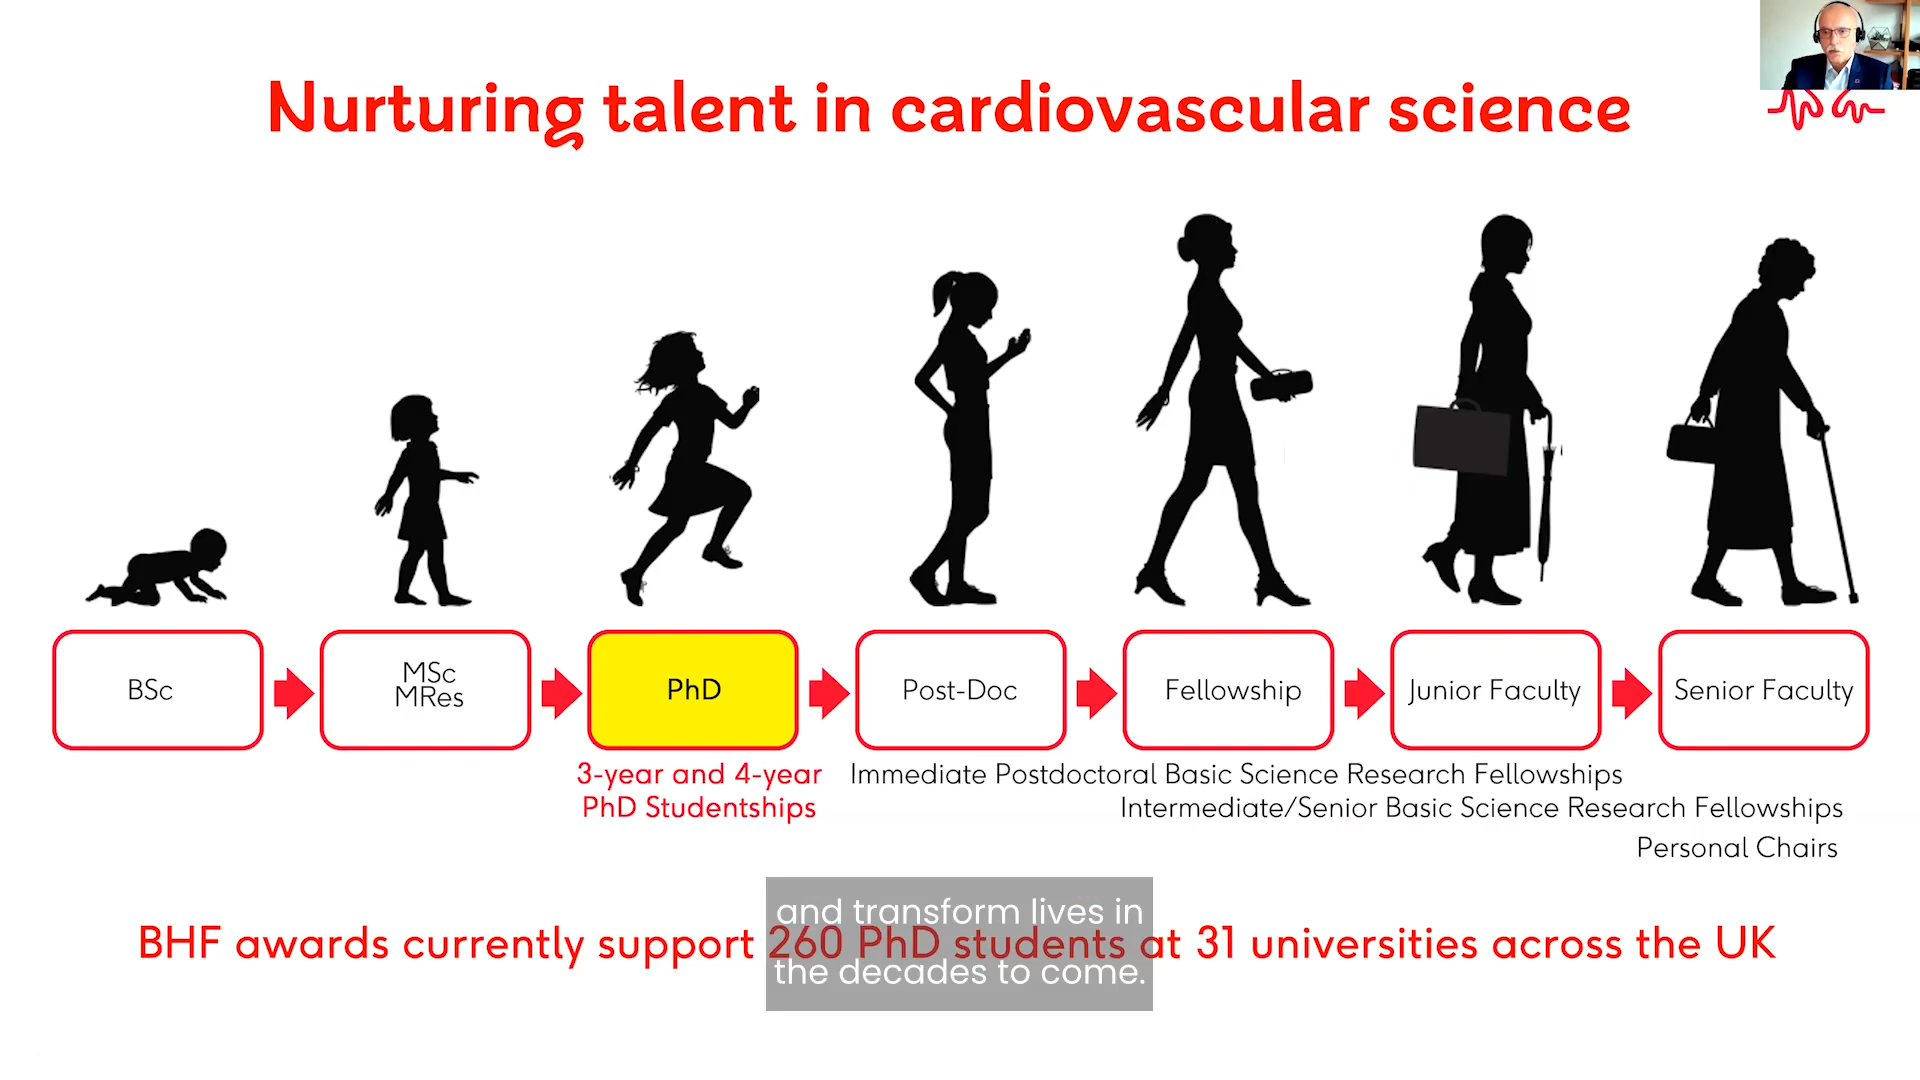 Nurturing talent in cardiovascular science
BSc
MSc
MRes
PhD
Post-Doc
Fellowship
Junior Faculty
Senior Faculty
3-year and 4-year
PhD Studentships
Immediate Postdoctoral Basic Science Research Fellowships
Intermediate/Senior Basic Science Research Fellowships
Personal Chairs
BHF awards currently support 260 PhD students at 31 universities across the UK
and transform lives in
the decades to come.